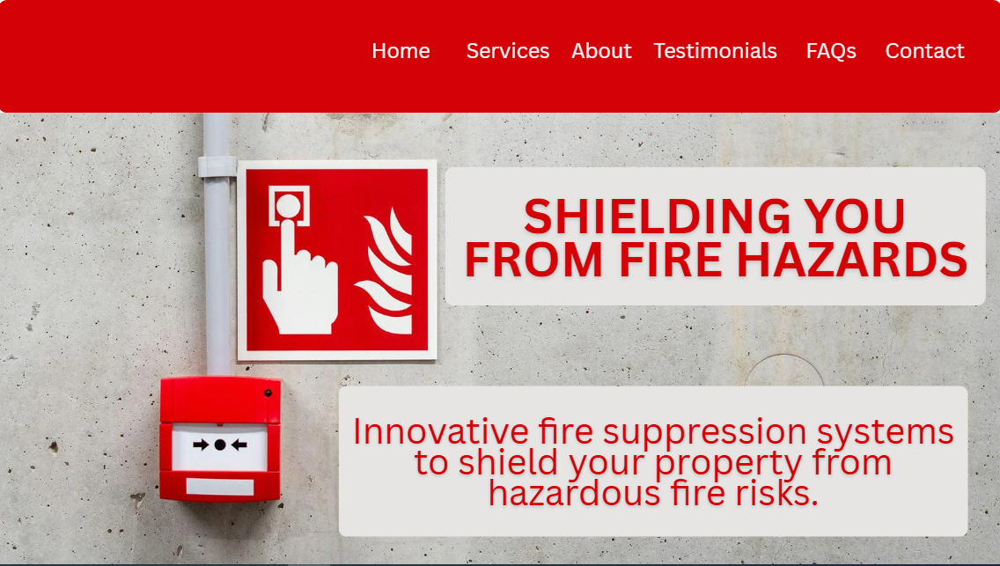 Home Services About Testimonials FAQs Contact
SHIELDING YOU
FROM FIRE HAZARDS
Innovative fire suppression systems
to shield your property from
hazardous fire risks.